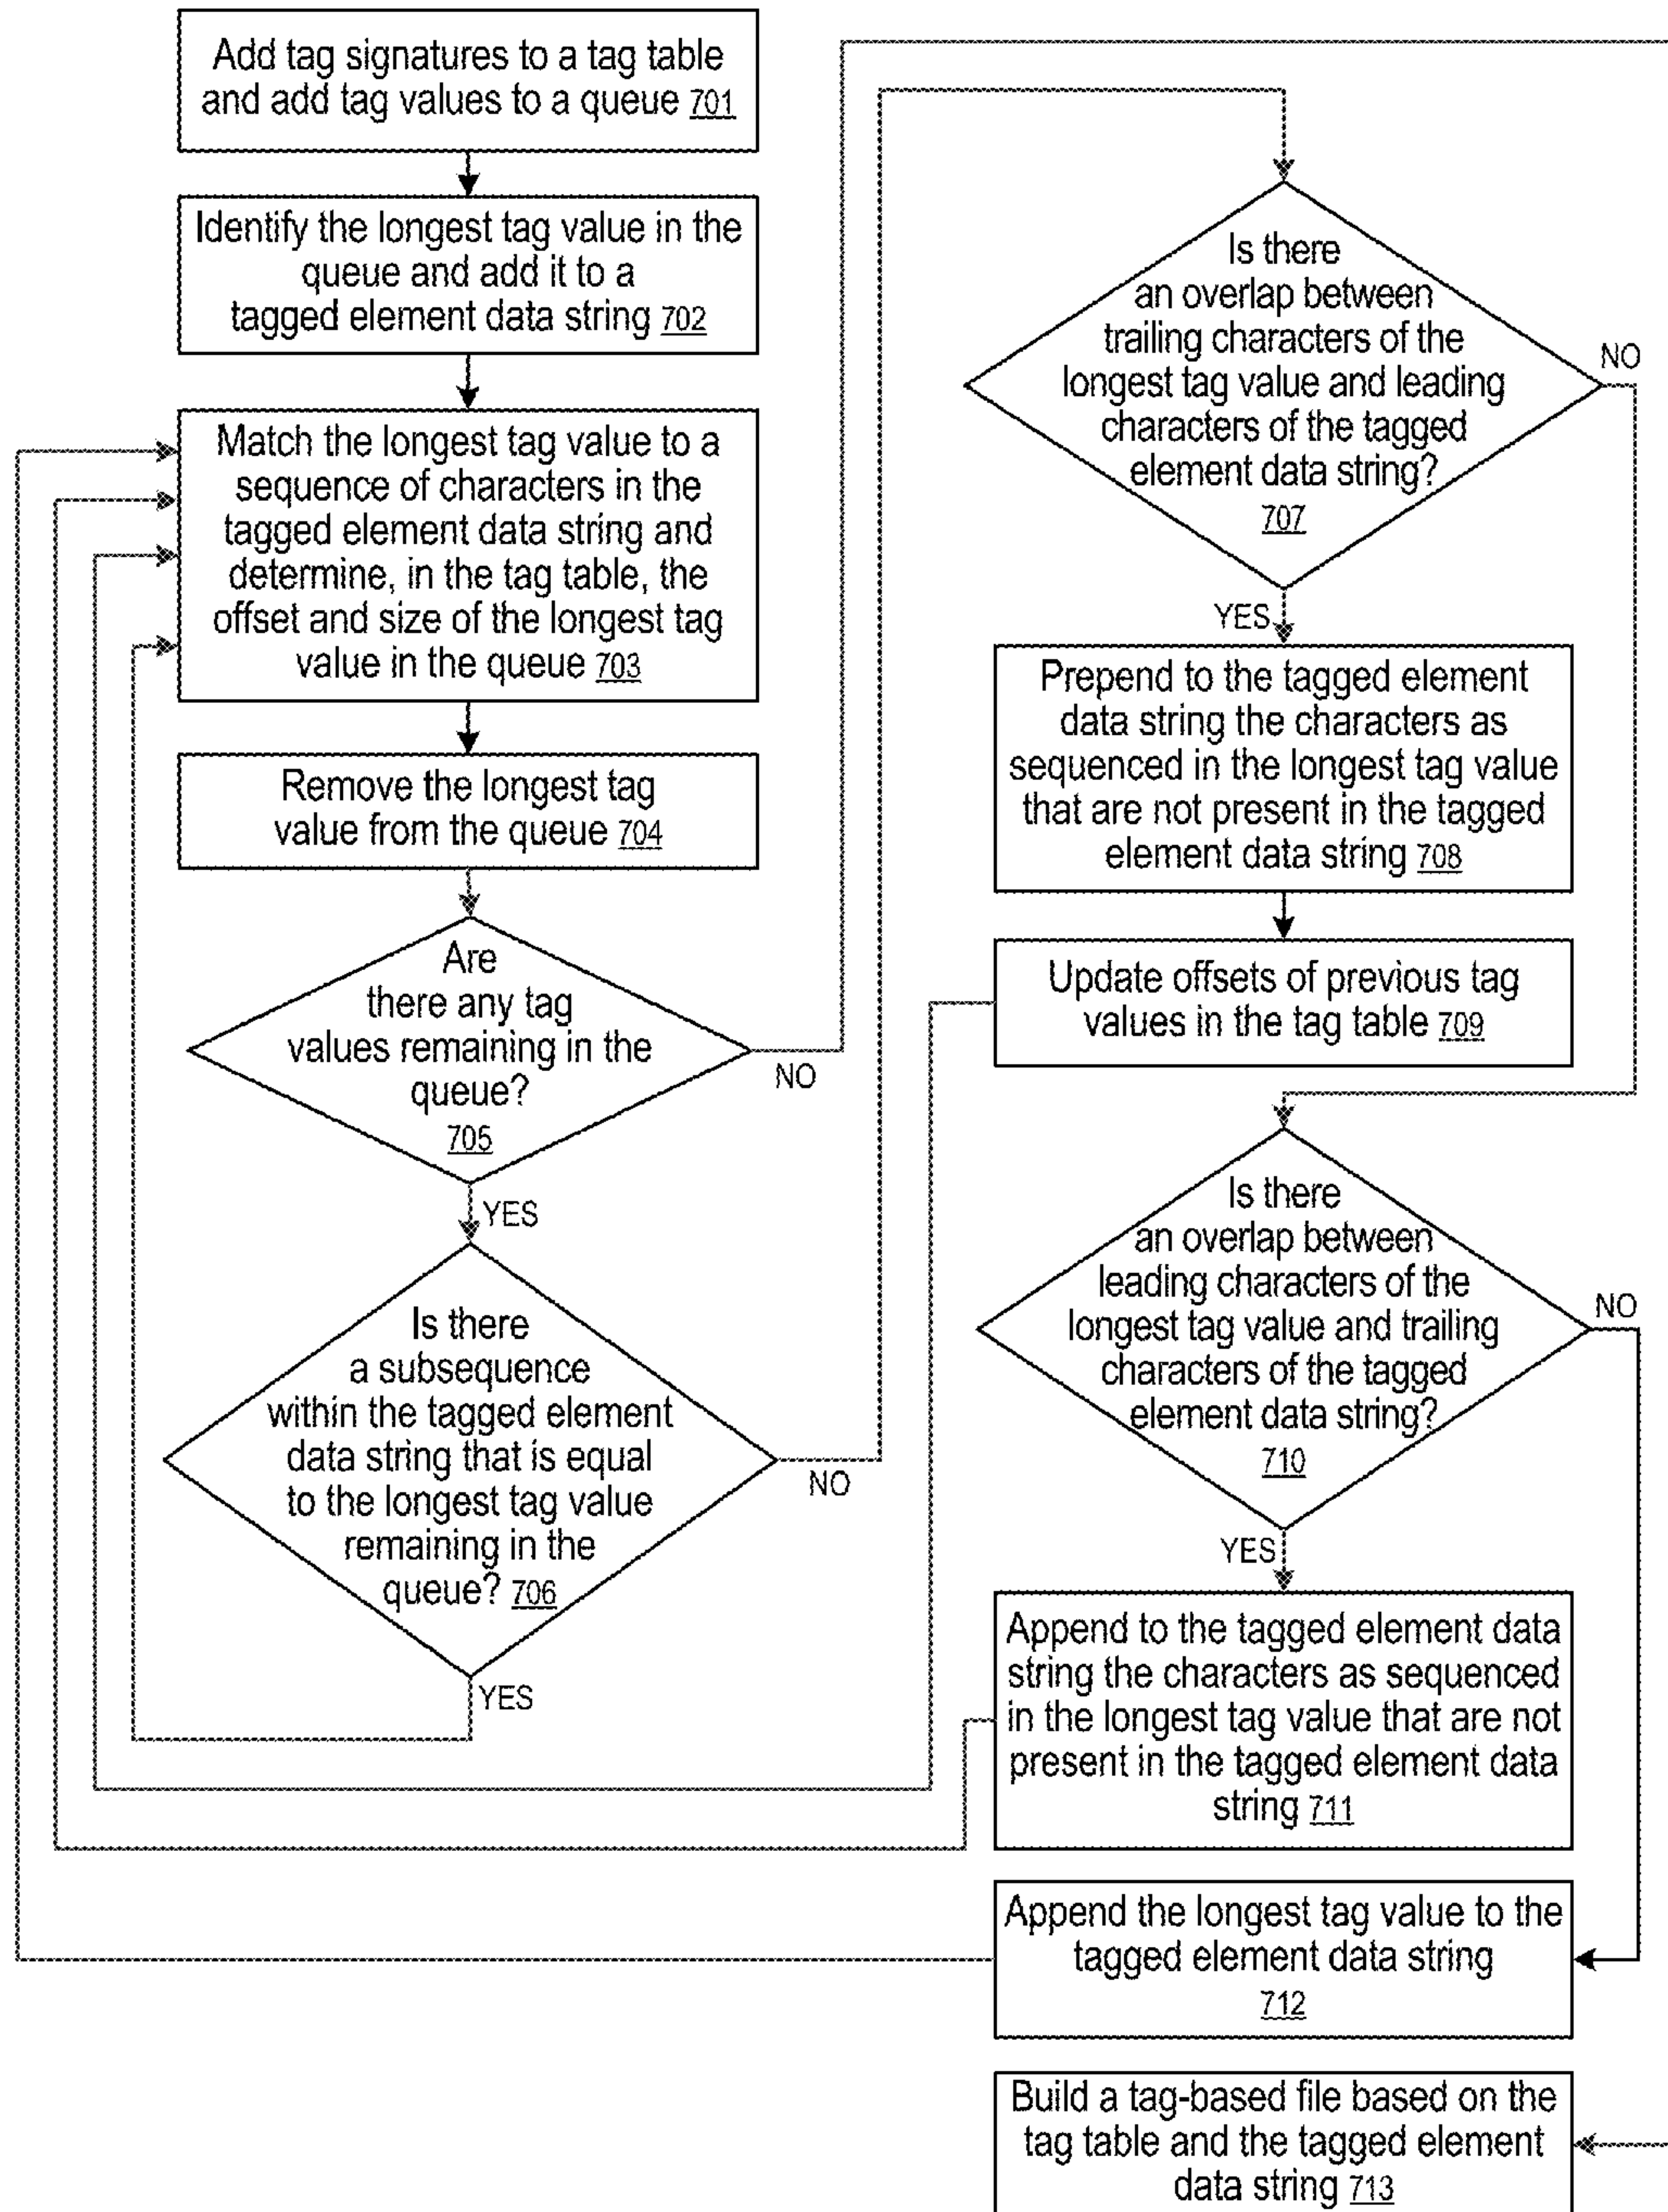 Add tag signatures to a tag table
and add tag values to a queue 701
Identify the longest tag value in the
queue and add it to a
tagged element data string 702
Match the longest tag value to a
sequence of characters in the
tagged element data string and
determine, in the tag table, the
offset and size of the longest tag
value in the queue 703
Remove the longest tag
value from the queue 704
Are
there any tag
values remaining in the
queue?
705
NO
YES
Is there
a subsequence
within the tagged element
data string that is equal
to the longest tag value
remaining in the
queue? 706
NO
YES
Is there
an overlap between
trailing characters of the
longest tag value and leading
characters of the tagged
element data string?
707
NO
YES
Prepend to the tagged element
data string the characters as
sequenced in the longest tag value
that are not present in the tagged
element data string 708
Update offsets of previous tag
values in the tag table 709
Is there
an overlap between
leading characters of the
longest tag value and trailing
characters of the tagged
element data string?
710
NO
YES
Append to the tagged element data
string the characters as sequenced
in the longest tag value that are not
present in the tagged element data
string 711
Append the longest tag value to the
tagged element data string
712
Build a tag-based file based on the
tag table and the tagged element
data string 713